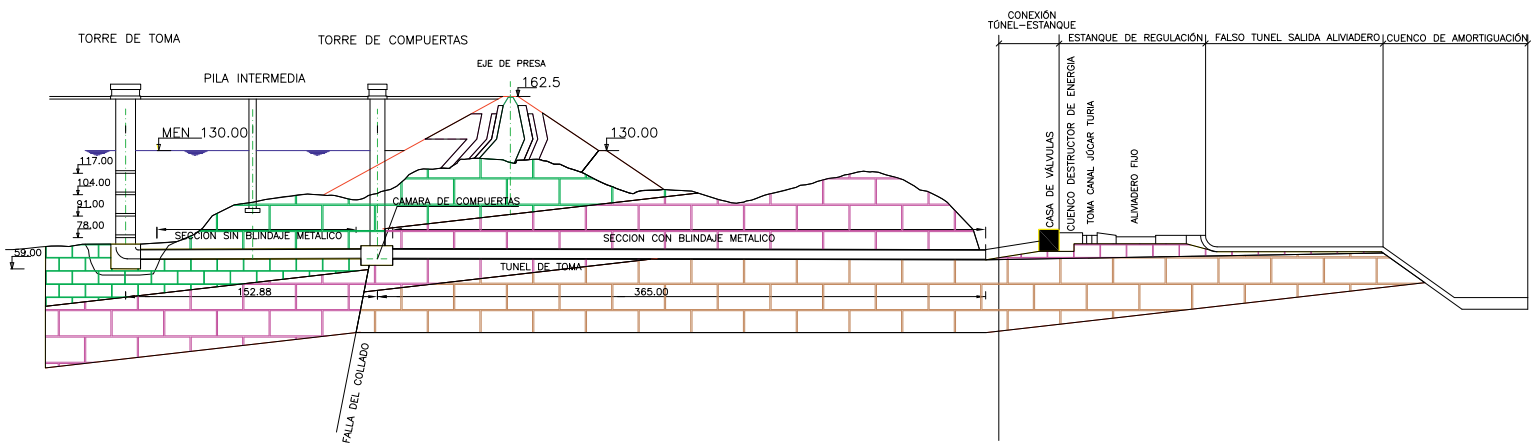 CONEXIÓN
TÚNEL-ESTANQUE
ESTANQUE DE REGULACIÓN
FALSO TUNEL SALIDA ALIVIADERO
CUENCO DE AMORTIGUACIÓN
TORRE DE TOMA
TORRE DE COMPUERTAS
EJE DE PRESA
PILA INTERMEDIA
162.5
MEN 130.00
130.00
117.00
104.00
91.00
78.00
59.00
CAMARA DE COMPUERTAS
SECCION SIN BLINDAJE METALICO
SECCION CON BLINDAJE METALICO
TUNEL DE TOMA
152.88
365.00
FALLA DEL COLLADO
CASA DE VÁLVULAS
CUENCO DESTRUCTOR DE ENERGIA
TOMA CANAL JÚCAR TURIA
ALIVIADERO FIJO